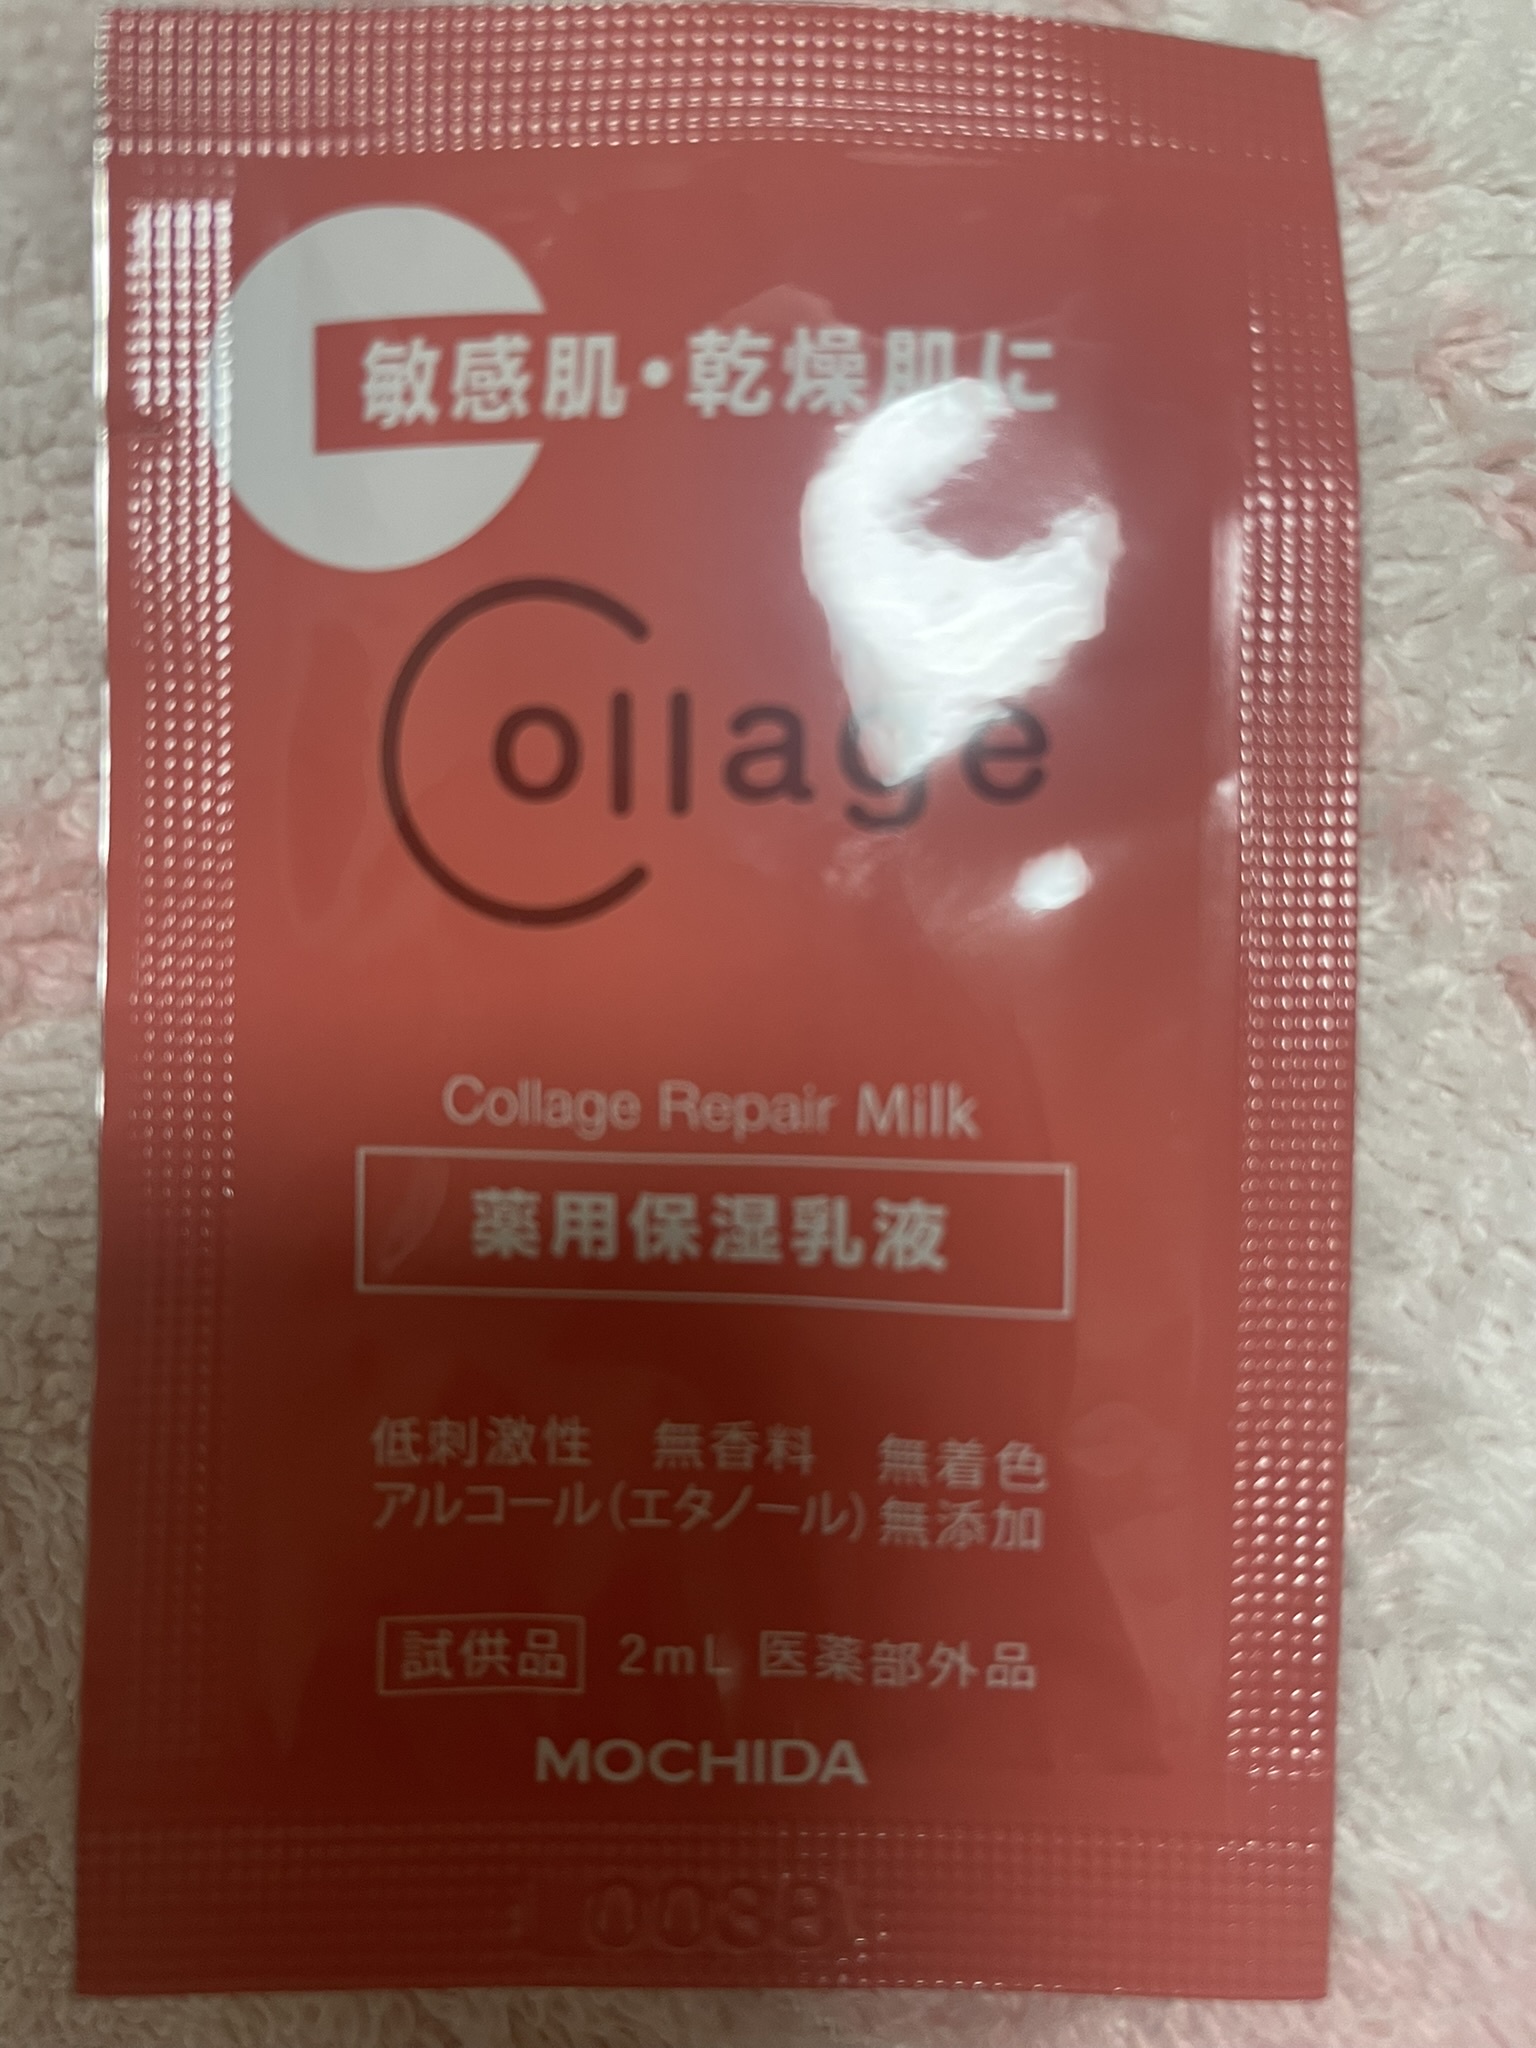 敏感肌・乾燥肌に
Collage
Collage Repair Milk
薬用保湿乳液
低刺激性 無香料 無着色
アルコール(エタノール)無添加
試供品 2mL 医薬部外品
MOCHIDA